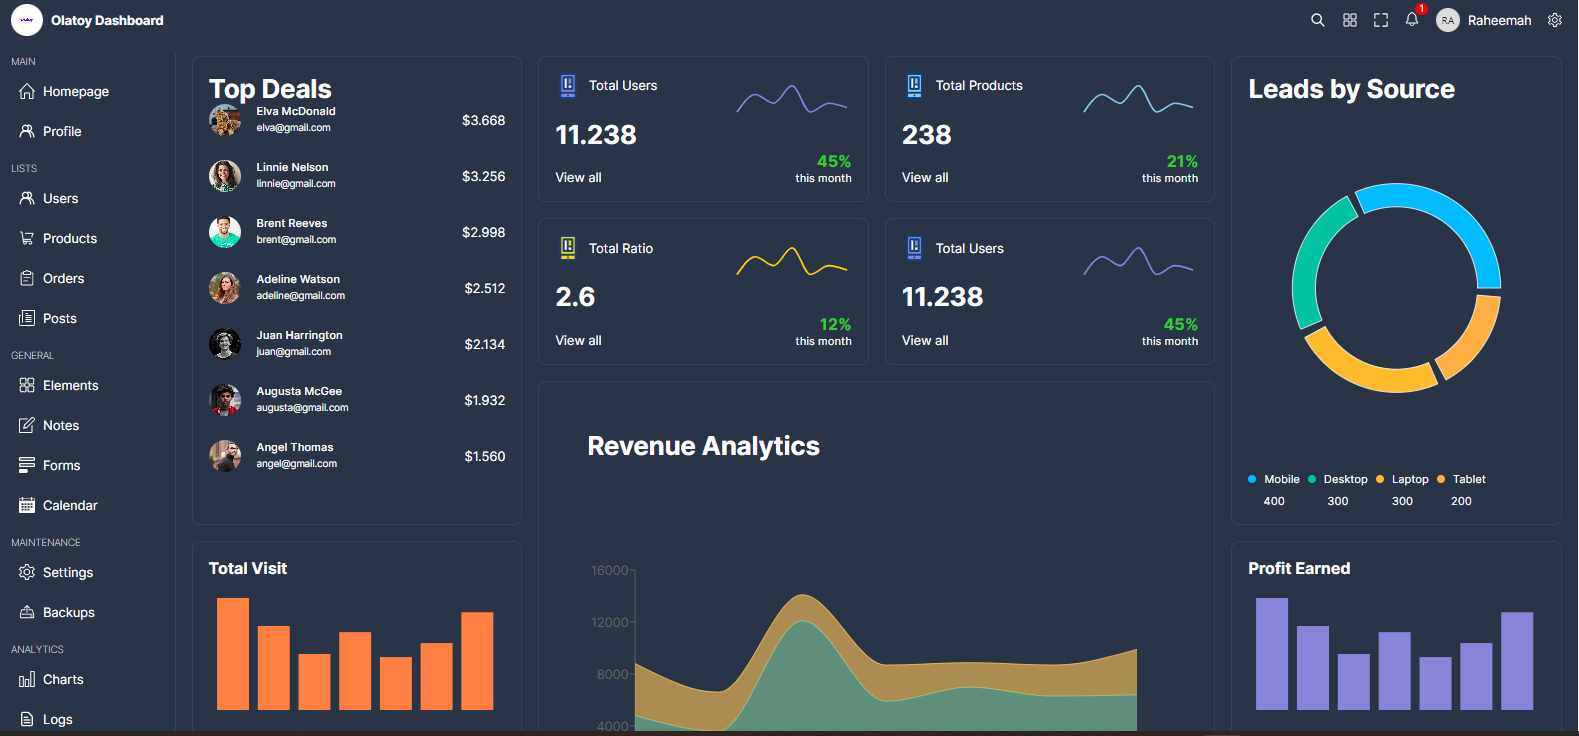 Olatoy Dashboard
1
RA
Raheemah
MAIN
Homepage
Profile
LISTS
Users
Products
Orders
Posts
GENERAL
Elements
Notes
Forms
Calendar
MAINTENANCE
Settings
Backups
ANALYTICS
Charts
Logs
Top Deals
Elva McDonald
elva@gmail.com
$3.668
Linnie Nelson
linnie@gmail.com
$3.256
Brent Reeves
brent@gmail.com
$2.998
Adeline Watson
adeline@gmail.com
$2.512
Juan Harrington
juan@gmail.com
$2.134
Augusta McGee
augusta@gmail.com
$1.932
Angel Thomas
angel@gmail.com
$1.560
Total Visit
Total Users
11.238
45%
View all
this month
Total Products
238
21%
View all
this month
Total Ratio
2.6
12%
View all
this month
Total Users
11.238
45%
View all
this month
Revenue Analytics
16000
12000
8000
4000
Leads by Source
Mobile Desktop Laptop Tablet
400 300 300 200
Profit Earned